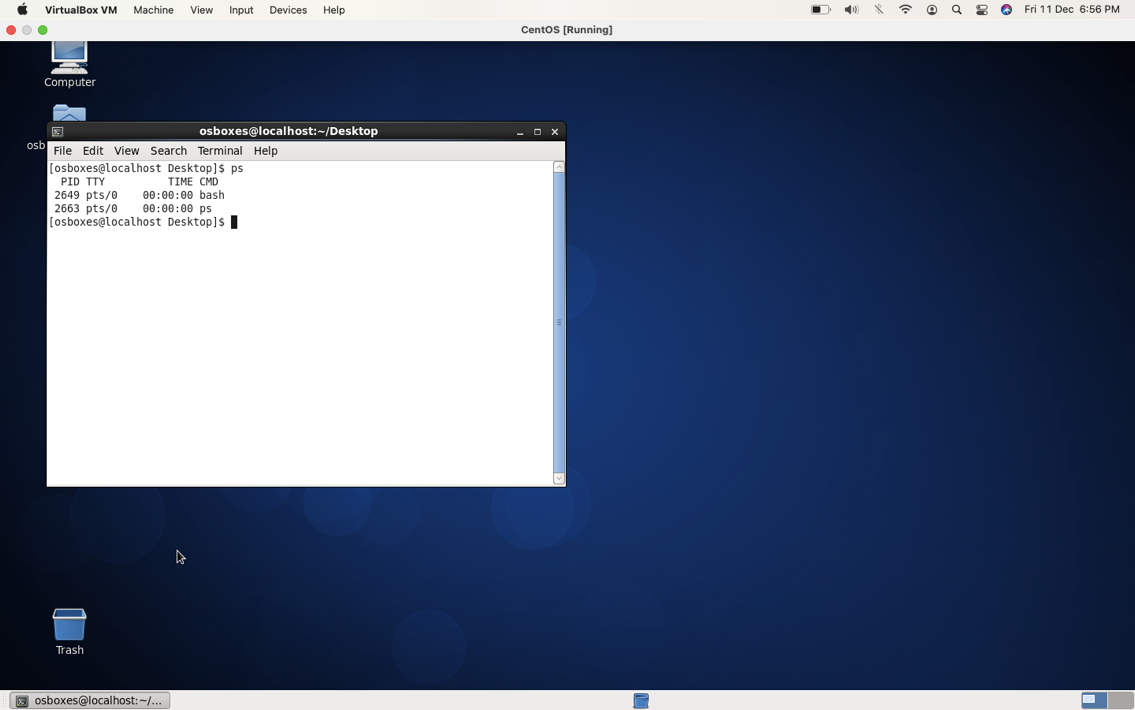 VirtualBox VM Machine View Input Devices Help Fri 11 Dec 6:56 PM
CentOS [Running]
Computer
osb
osboxes@localhost:~/Desktop
File Edit View Search Terminal Help
[osboxes@localhost Desktop]$ ps
PID TTY TIME CMD
2649 pts/0 00:00:00 bash
2663 pts/0 00:00:00 ps
[osboxes@localhost Desktop]$
Trash
osboxes@localhost:~/...